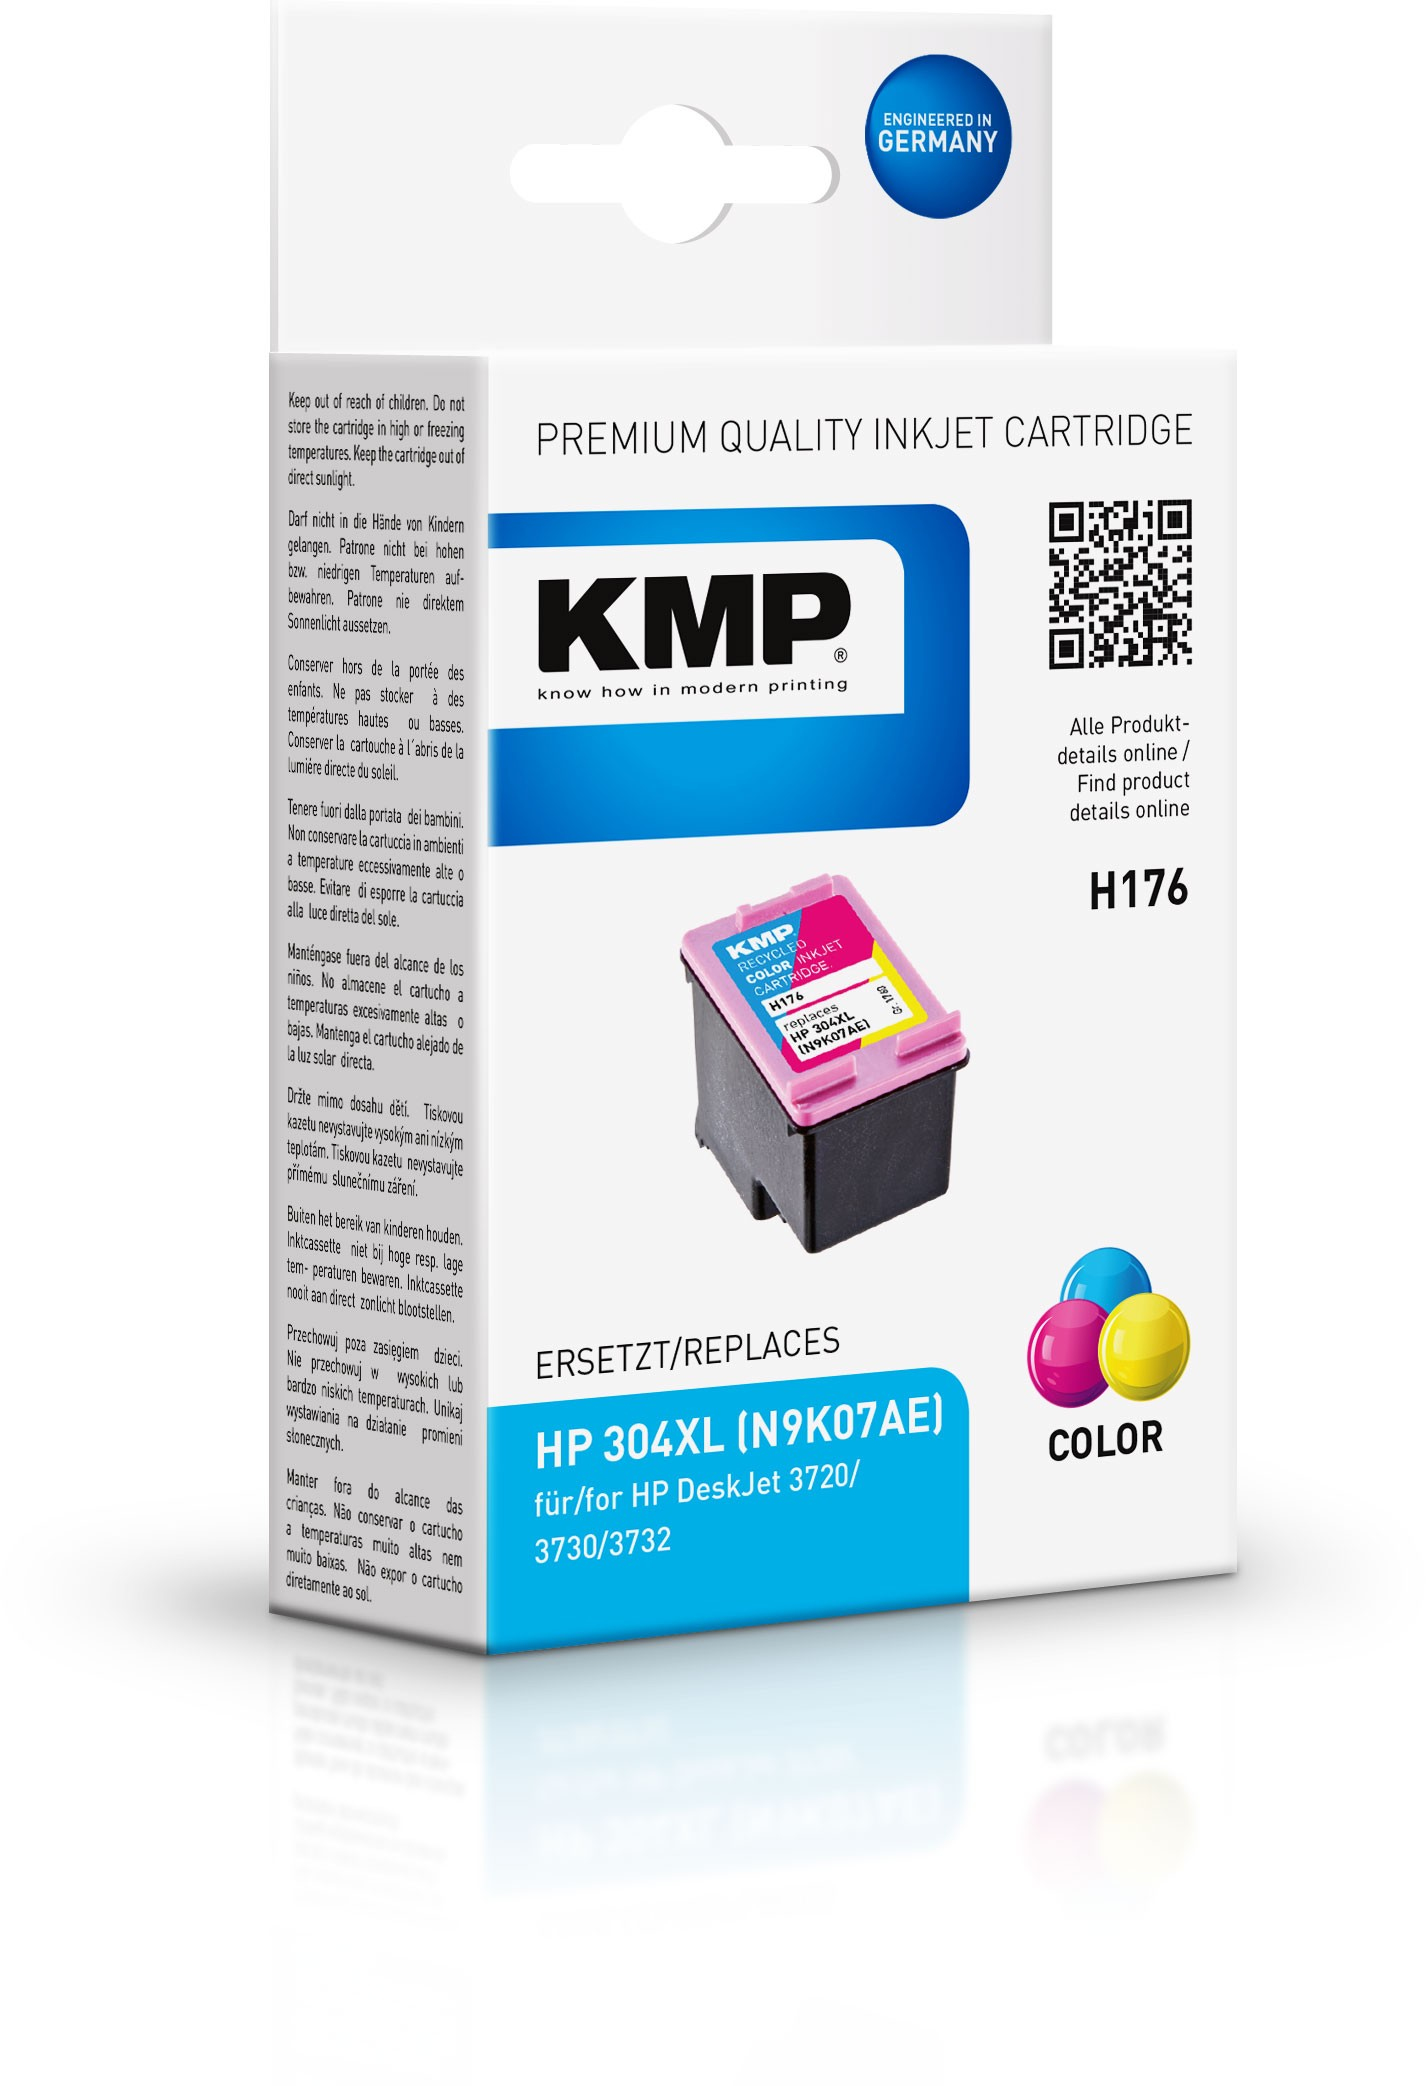 ENGINEERED IN
GERMANY
PREMIUM QUALITY INKJET CARTRIDGE
KMP®
know how in modern printing
Alle Produkt-
details online /
Find product
details online
H176
KMP
RECYCLED
COLOR INKJET
CARTRIDGE.
H176
replaces
HP 304XL
(N9K07AE)
ERSETZT/REPLACES
HP 304XL (N9K07AE)
für/for HP DeskJet 3720/
3730/3732
COLOR
Keep out of reach of children. Do not
store the cartridge in high or freezing
temperatures. Keep the cartridge out of
direct sunlight.
Darf nicht in die Hände von Kindern
gelangen. Patrone nicht bei hohen
bzw. niedrigen Temperaturen auf-
bewahren. Patrone nie direktem
Sonnenlicht aussetzen.
Conserver hors de la portée des
enfants. Ne pas stocker à des
températures hautes ou basses.
Conserver la cartouche à l´abris de la
lumiére directe du soleil.
Tenere fuori dalla portata dei bambini.
Non conservare la cartuccia in ambienti
a temperature eccessivamente alte o
basse. Evitare di esporre la cartuccia
alla luce diretta del sole.
Manténgase fuera del alcance de los
niños. No almacene el cartucho a
temperaturas excesivamente altas o
bajas. Mantenga el cartucho alejado de
la luz solar directa.
Držte mimo dosahu dětí. Tiskovou
kazetu nevystavujte vysokým ani nízkým
teplotám. Tiskovou kazetu nevystavujte
přímému slunečnímu záření.
Buiten het bereik van kinderen houden.
Inktcassette niet bij hoge resp. lage
tem- peraturen bewaren. Inktcassette
nooit aan direct zonlicht blootstellen.
Przechowuj poza zasięgiem dzieci.
Nie przechowuj w wysokich lub
bardzo niskich temperaturach. Unikaj
wystawiania na działanie promieni
słonecznych.
Manter fora do alcance das
crianças. Não conservar o cartucho
a temperaturas muito altas nem
muito baixas. Não expor o cartucho
diretamente ao sol.